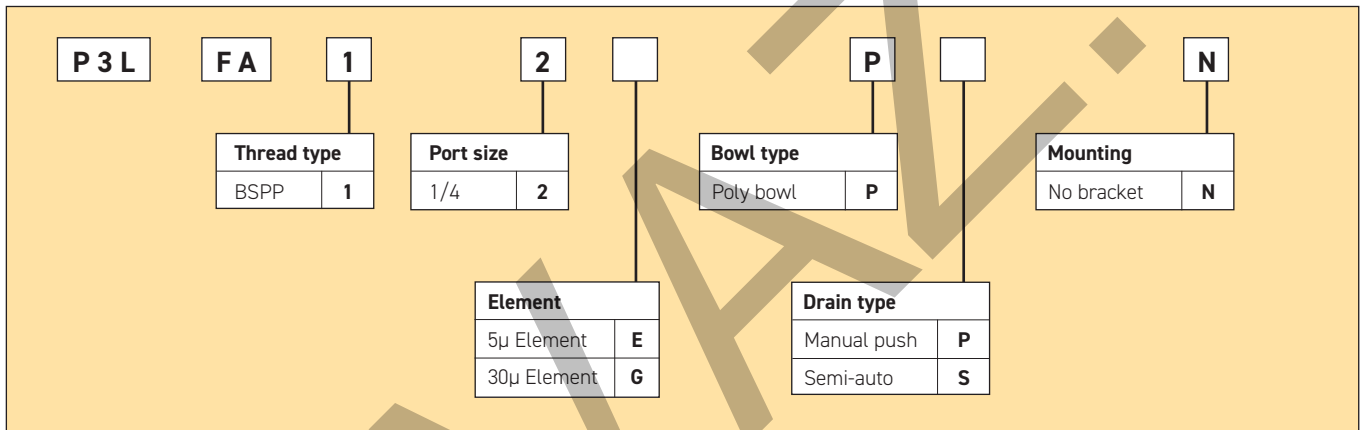 P3L FA 1 2 P N
Thread type
BSPP 1
Port size
1/4 2
Bowl type
Poly bowl P
Mounting
No bracket N
Element
5µ Element E
30µ Element G
Drain type
Manual push P
Semi-auto S